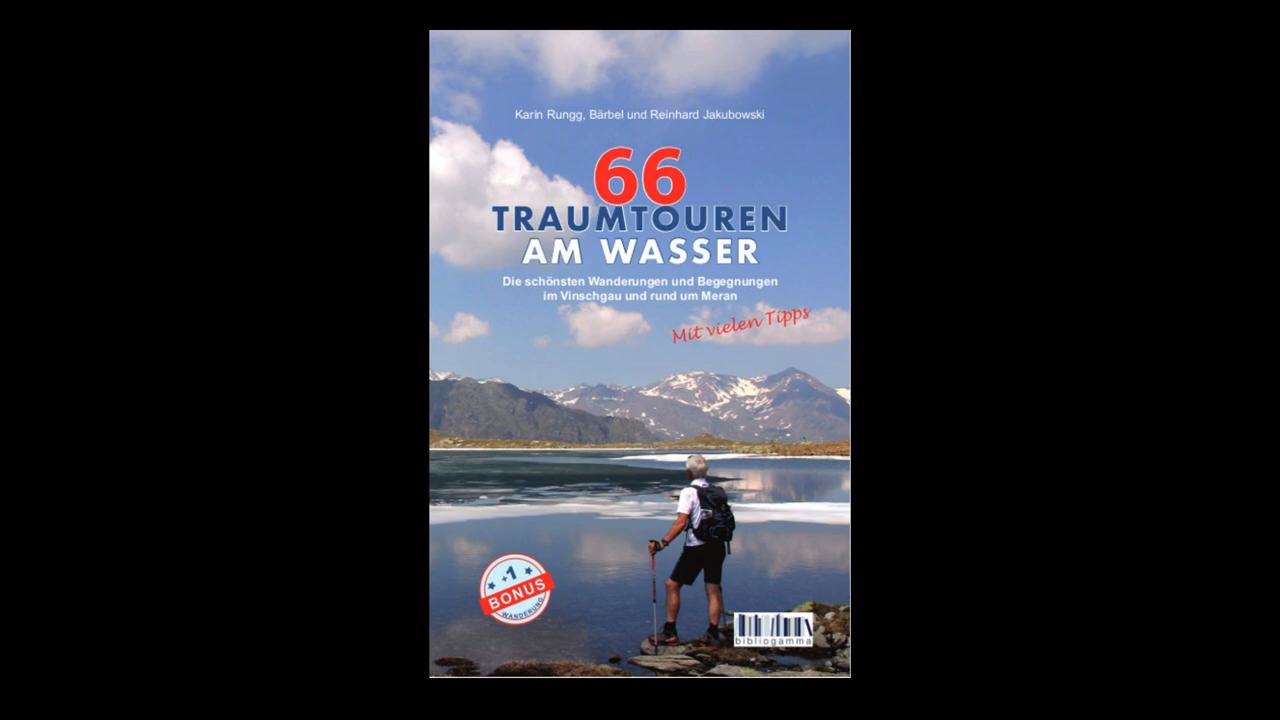 Karin Rungg, Bärbel und Reinhard Jakubowski
66
TRAUMTOUREN
AM WASSER
Die schönsten Wanderungen und Begegnungen
im Vinschgau und rund um Meran
Mit vielen Tipps
+1
BONUS
WANDERUNG
bibliogamma